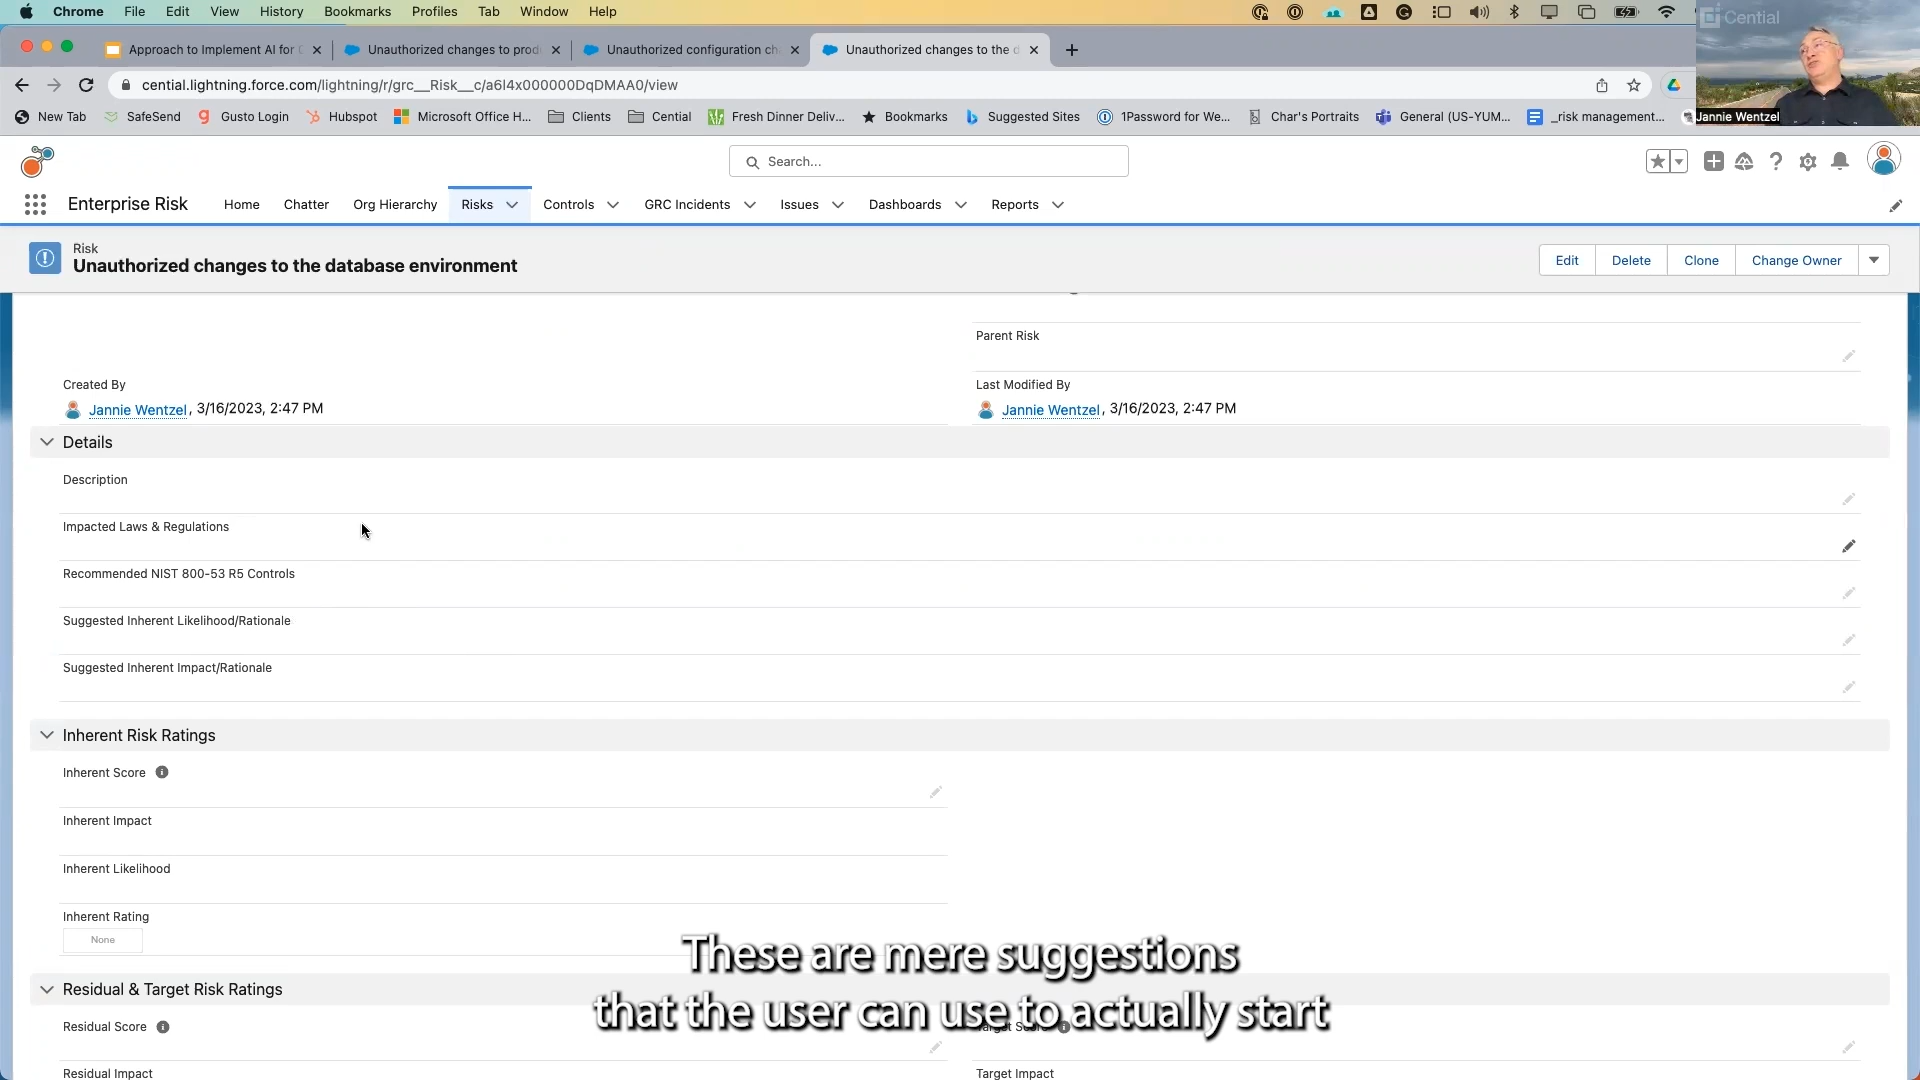 Chrome File Edit View History Bookmarks Profiles Tab Window Help
Cential
Approach to Implement AI for
Unauthorized changes to prod
Unauthorized configuration ch
Unauthorized changes to the d
cential.lightning.force.com/lightning/r/grc__Risk__c/a6I4x000000DqDMAA0/view
New Tab SafeSend Gusto Login Hubspot Microsoft Office H... Clients Cential Fresh Dinner Deliv... Bookmarks Suggested Sites 1Password for We... Char's Portraits General (US-YUM... _risk management...
Jannie Wentzel
Search...
Enterprise Risk Home Chatter Org Hierarchy Risks Controls GRC Incidents Issues Dashboards Reports
Risk
Unauthorized changes to the database environment
Edit Delete Clone Change Owner
Parent Risk
Created By
Jannie Wentzel, 3/16/2023, 2:47 PM
Last Modified By
Jannie Wentzel, 3/16/2023, 2:47 PM
Details
Description
Impacted Laws & Regulations
Recommended NIST 800-53 R5 Controls
Suggested Inherent Likelihood/Rationale
Suggested Inherent Impact/Rationale
Inherent Risk Ratings
Inherent Score
Inherent Impact
Inherent Likelihood
Inherent Rating
None
These are mere suggestions
that the user can use to actually start
Residual & Target Risk Ratings
Residual Score
Target Score
Residual Impact
Target Impact